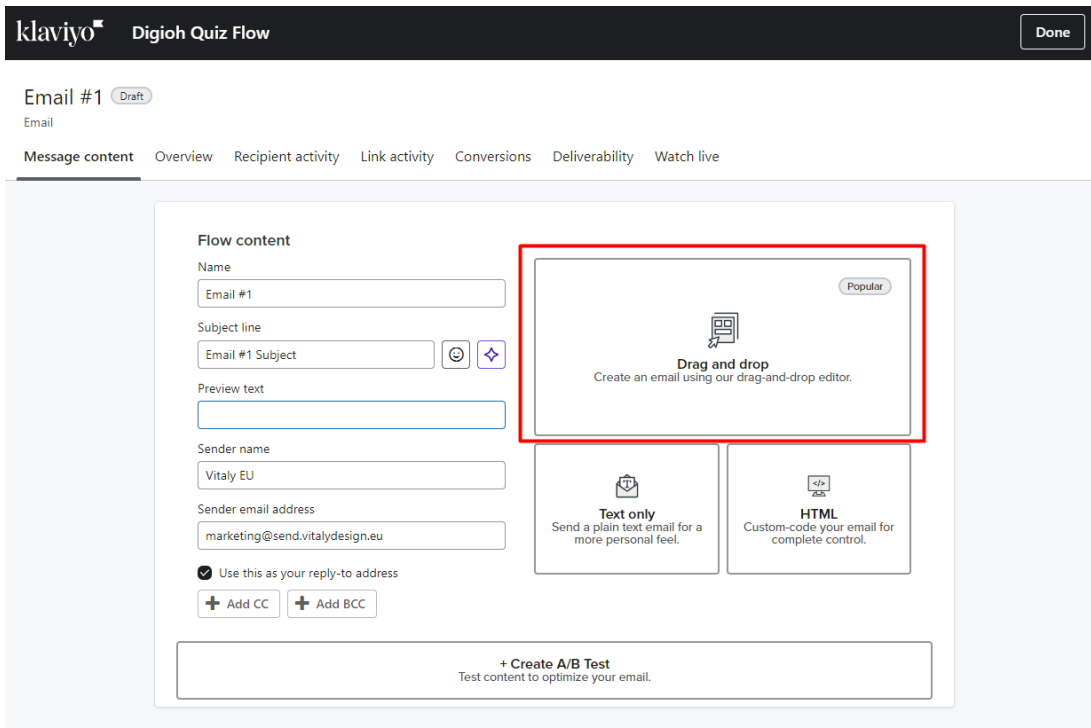 klaviyo Digioh Quiz Flow Done
Email #1 Draft
Email
Message content Overview Recipient activity Link activity Conversions Deliverability Watch live
Flow content
Name
Email #1
Subject line
Email #1 Subject
Preview text
Sender name
Vitaly EU
Sender email address
marketing@send.vitalydesign.eu
Use this as your reply-to address
Add CC Add BCC
Popular
Drag and drop
Create an email using our drag-and-drop editor.
Text only
Send a plain text email for a
more personal feel.
</>
HTML
Custom-code your email for
complete control.
+ Create A/B Test
Test content to optimize your email.